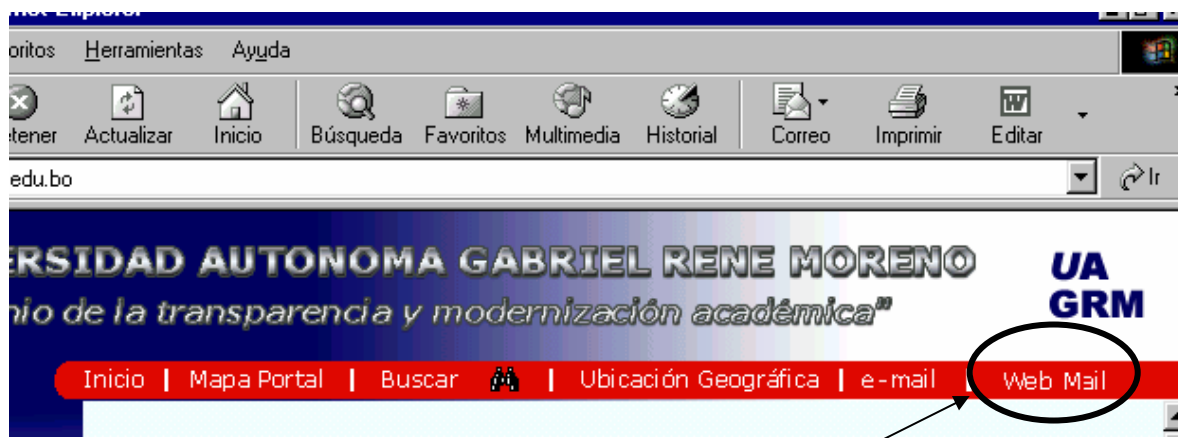 oritos Herramientas Ayuda
tener Actualizar Inicio Búsqueda Favoritos Multimedia Historial Correo Imprimir Editar
edu.bo Ir
ERSIDAD AUTONOMA GABRIEL RENE MORENO
nio de la transparencia y modernización académica"
UA
GRM
Inicio | Mapa Portal | Buscar | Ubicación Geográfica | e-mail | Web Mail